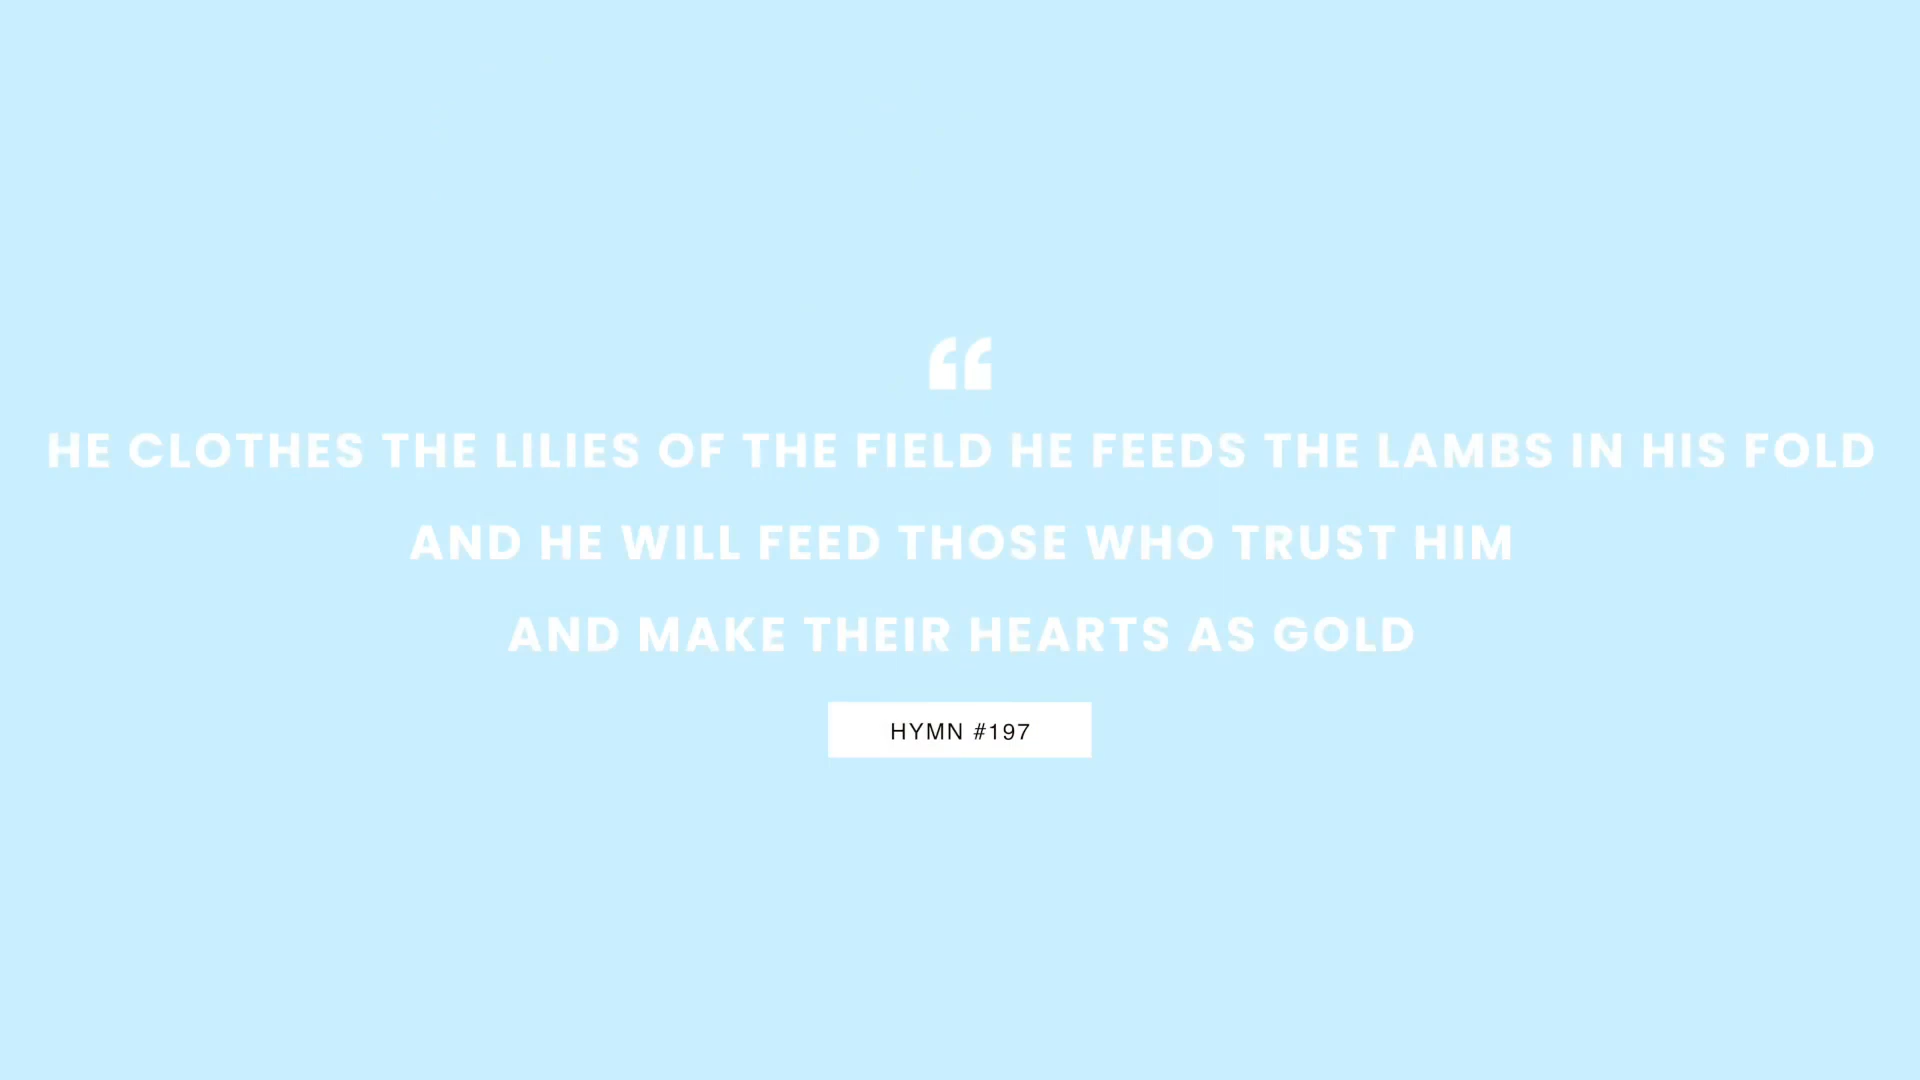 “
HE CLOTHES THE LILIES OF THE FIELD HE FEEDS THE LAMBS IN HIS FOLD
AND HE WILL FEED THOSE WHO TRUST HIM
AND MAKE THEIR HEARTS AS GOLD
HYMN #197